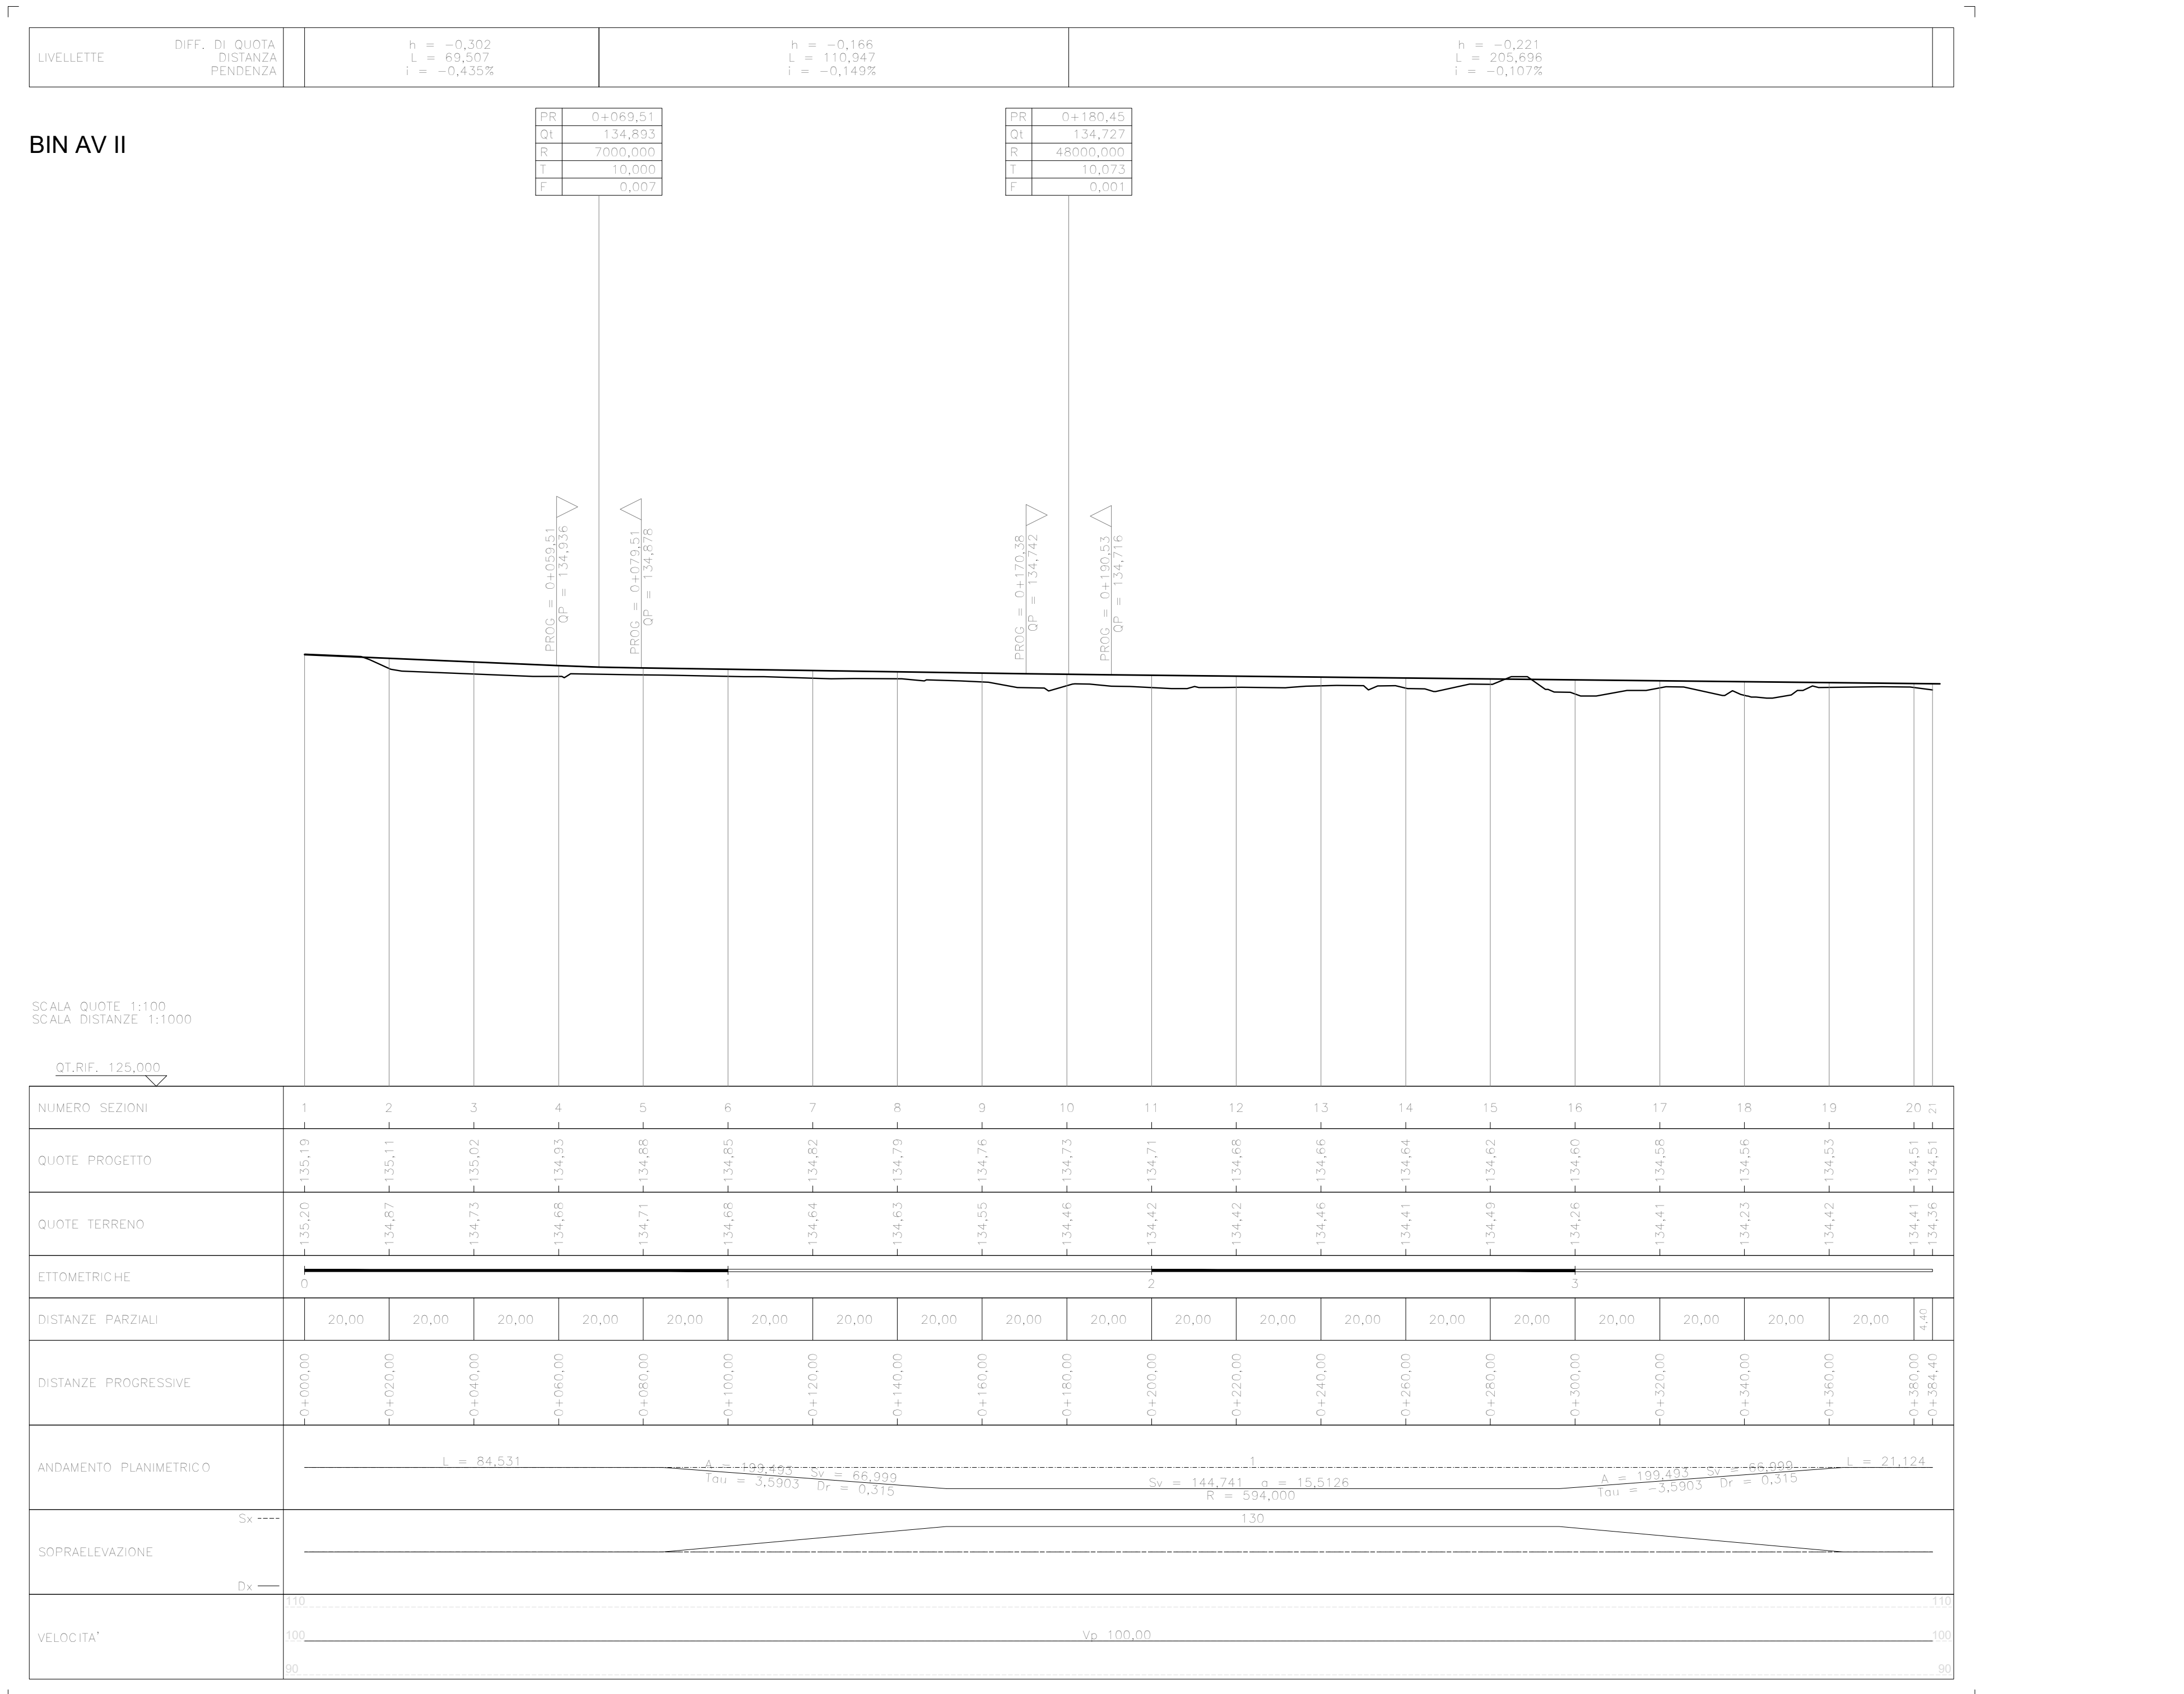 LIVELLETTE
DIFF. DI QUOTA
DISTANZA
PENDENZA
h = -0,302
L = 69,507
i = -0,435%
h = -0,166
L = 110,947
i = -0,149%
h = -0,221
L = 205,696
i = -0,107%
BIN AV II
PR 0+069,51
Qt 134,893
R 7000,000
T 10,000
F 0,007
PR 0+180,45
Qt 134,727
R 48000,000
T 10,073
F 0,001
PROG = 0+059,51
QP = 134,936
PROG = 0+079,51
QP = 134,878
PROG = 0+170,38
QP = 134,742
PROG = 0+190,53
QP = 134,716
SCALA QUOTE 1:100
SCALA DISTANZE 1:1000
QT.RIF. 125,000
NUMERO SEZIONI 1 2 3 4 5 6 7 8 9 10 11 12 13 14 15 16 17 18 19 20 21
QUOTE PROGETTO 135,19 135,11 135,02 134,93 134,88 134,85 134,82 134,79 134,76 134,73 134,71 134,68 134,66 134,64 134,62 134,60 134,58 134,56 134,53 134,51 134,51
QUOTE TERRENO 135,20 134,87 134,73 134,68 134,71 134,68 134,64 134,63 134,55 134,46 134,42 134,42 134,46 134,41 134,49 134,26 134,41 134,23 134,42 134,41 134,36
ETTOMETRICHE 0 1 2 3
DISTANZE PARZIALI 20,00 20,00 20,00 20,00 20,00 20,00 20,00 20,00 20,00 20,00 20,00 20,00 20,00 20,00 20,00 20,00 20,00 20,00 20,00 4,40
DISTANZE PROGRESSIVE 0+000,00 0+020,00 0+040,00 0+060,00 0+080,00 0+100,00 0+120,00 0+140,00 0+160,00 0+180,00 0+200,00 0+220,00 0+240,00 0+260,00 0+280,00 0+300,00 0+320,00 0+340,00 0+360,00 0+380,00 0+384,40
ANDAMENTO PLANIMETRICO
L = 84,531
A = 199,493 Sv = 66,999
Tau = 3,5903 Dr = 0,315
1
Sv = 144,741 a = 15,5126
R = 594,000
A = 199,493 Sv = 66,999
Tau = -3,5903 Dr = 0,315
L = 21,124
Sx
SOPRAELEVAZIONE
Dx
130
VELOCITA'
110 110
100 Vp 100,00 100
90 90